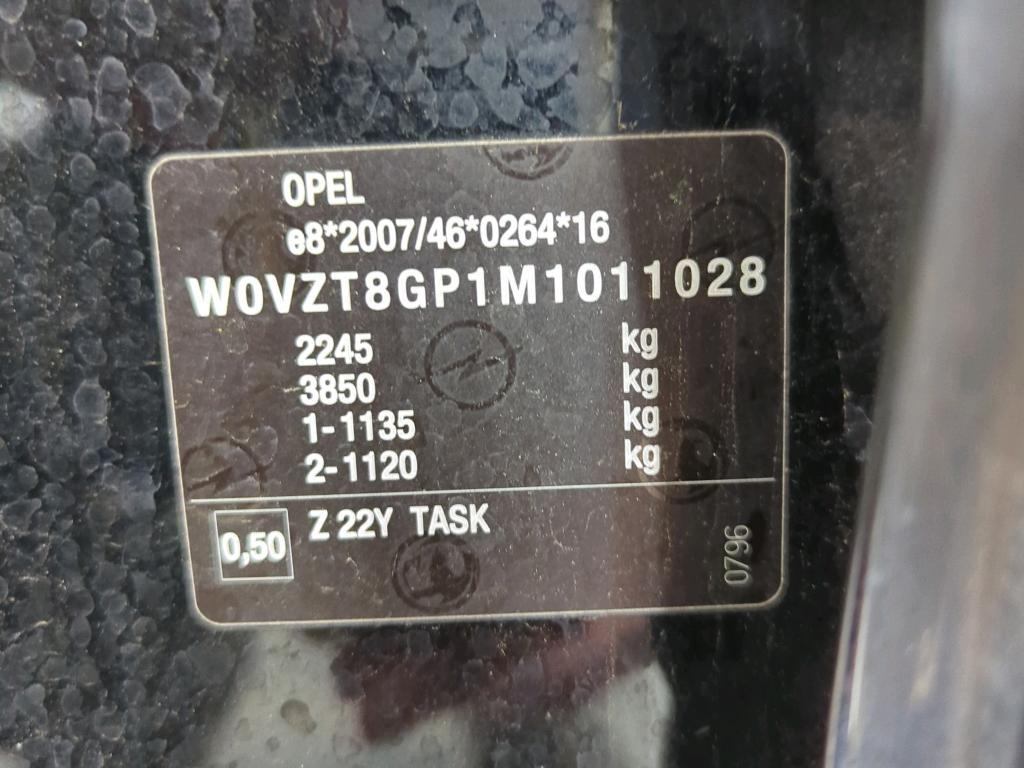 OPEL
e8*2007/46*0264*16
W0VZT8GP1M1011028
2245 kg
3850 kg
1-1135 kg
2-1120 kg
0,50 Z 22Y TASK
0796